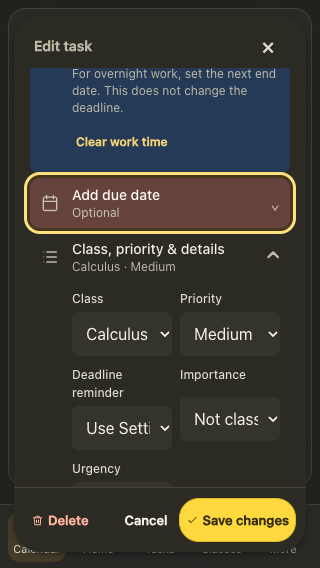 Edit task
For overnight work, set the next end
date. This does not change the
deadline.
Clear work time
Add due date
Optional
Class, priority & details
Calculus · Medium
Class
Priority
Calculus
Medium
Deadline
reminder
Importance
Use Setti
Not class
Urgency
Delete
Cancel
Save changes